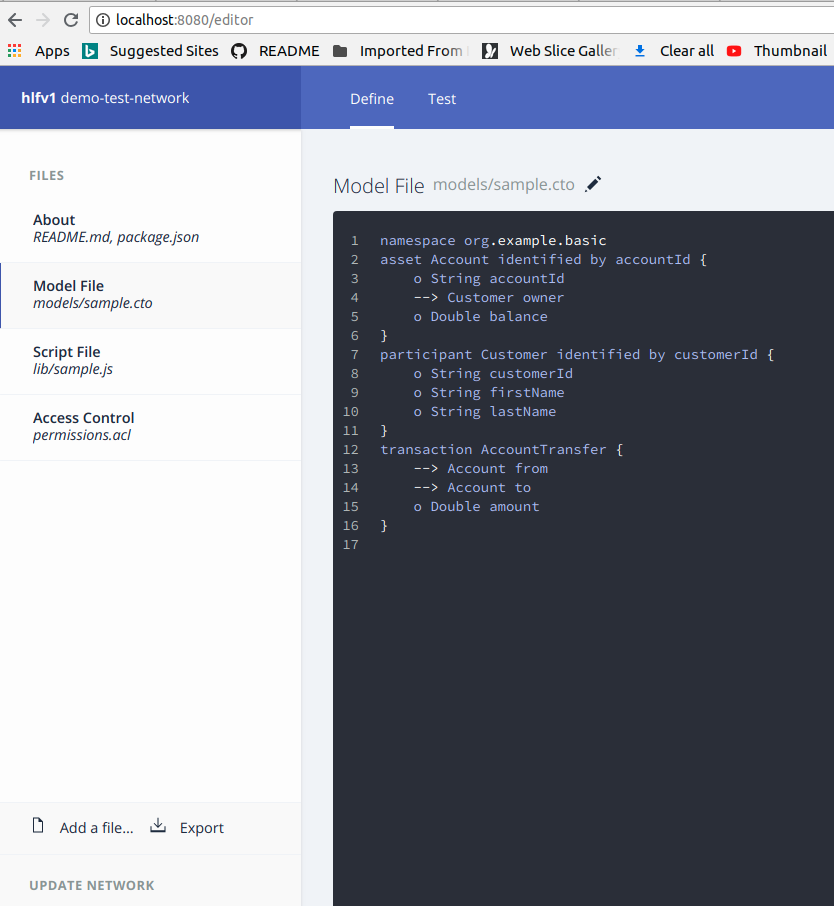 localhost:8080/editor
Apps Suggested Sites README Imported From Web Slice Galler Clear all Thumbnail
hlfv1 demo-test-network
Define Test
FILES
About
README.md, package.json
Model File
models/sample.cto
Script File
lib/sample.js
Access Control
permissions.acl
Add a file... Export
UPDATE NETWORK
Model File models/sample.cto
1 namespace org.example.basic
2 asset Account identified by accountId {
3 o String accountId
4 --> Customer owner
5 o Double balance
6 }
7 participant Customer identified by customerId {
8 o String customerId
9 o String firstName
10 o String lastName
11 }
12 transaction AccountTransfer {
13 --> Account from
14 --> Account to
15 o Double amount
16 }
17